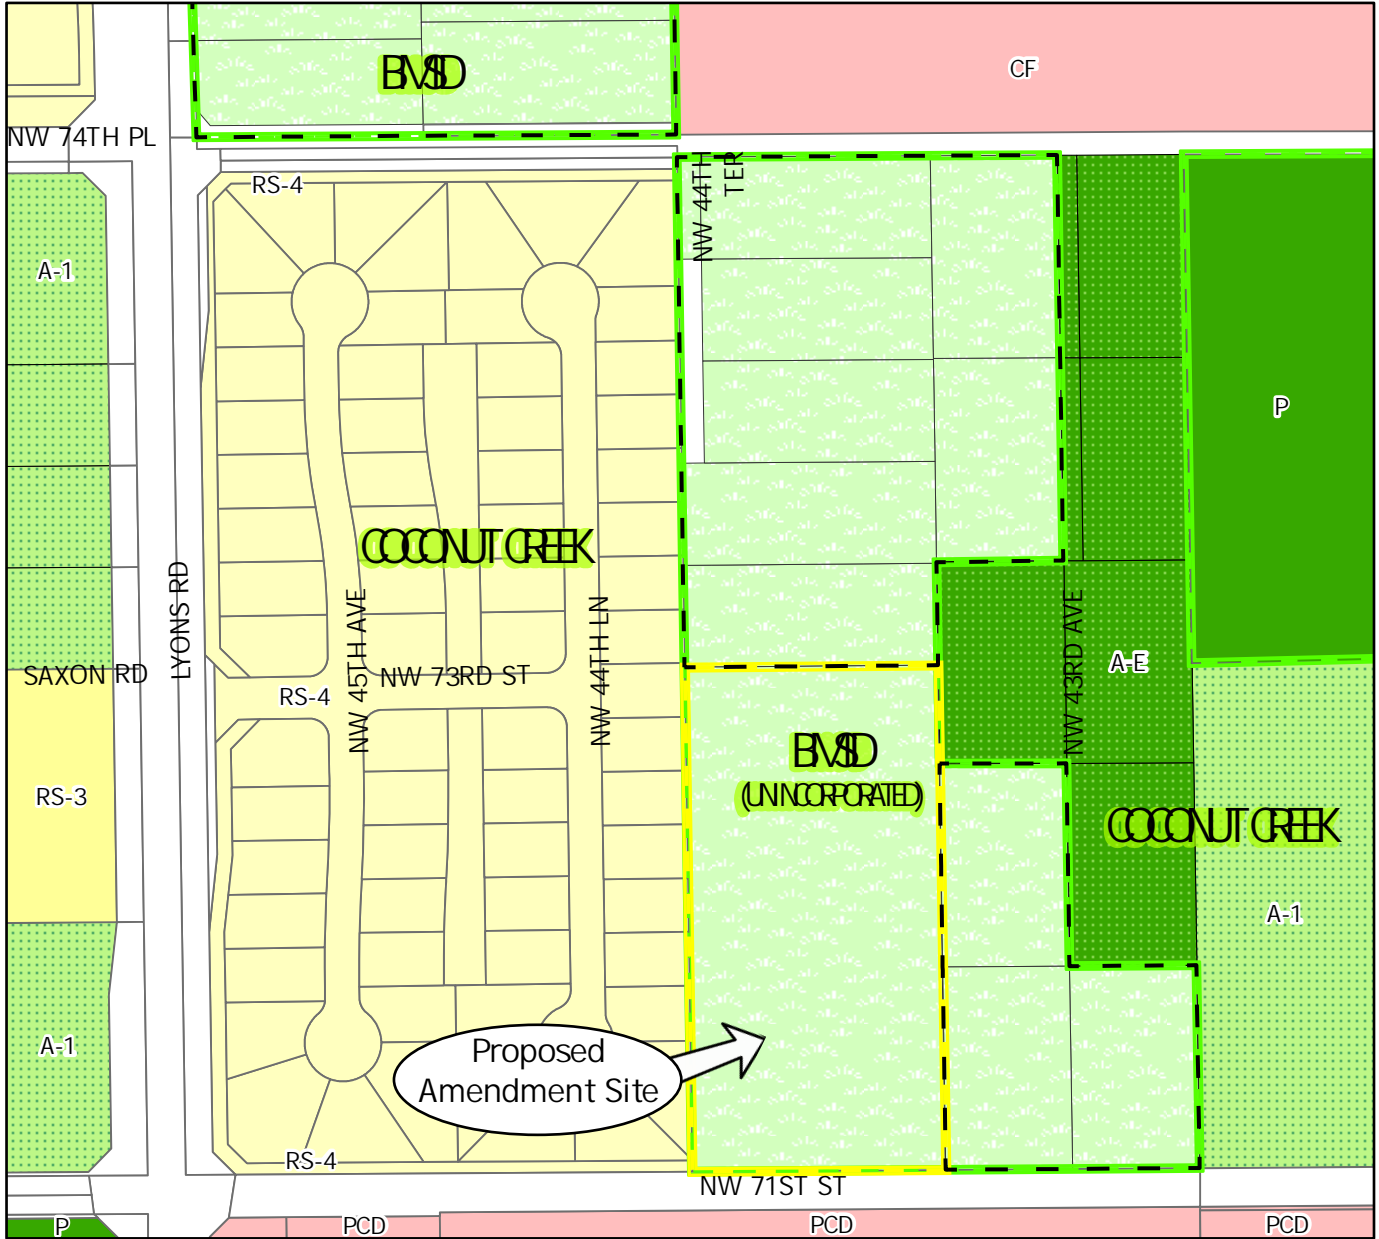 BMSD
CF
NW 74TH PL
NW 44TH
TER
RS-4
A-1
P
COCONUT CREEK
LYONS RD
NW 45TH AVE
NW 44TH LN
NW 43RD AVE
A-E
SAXON RD
NW 73RD ST
RS-4
BMSD
(UNINCORPORATED)
RS-3
COCONUT CREEK
A-1
A-1
Proposed
Amendment Site
RS-4
NW 71ST ST
P
PCD
PCD
PCD